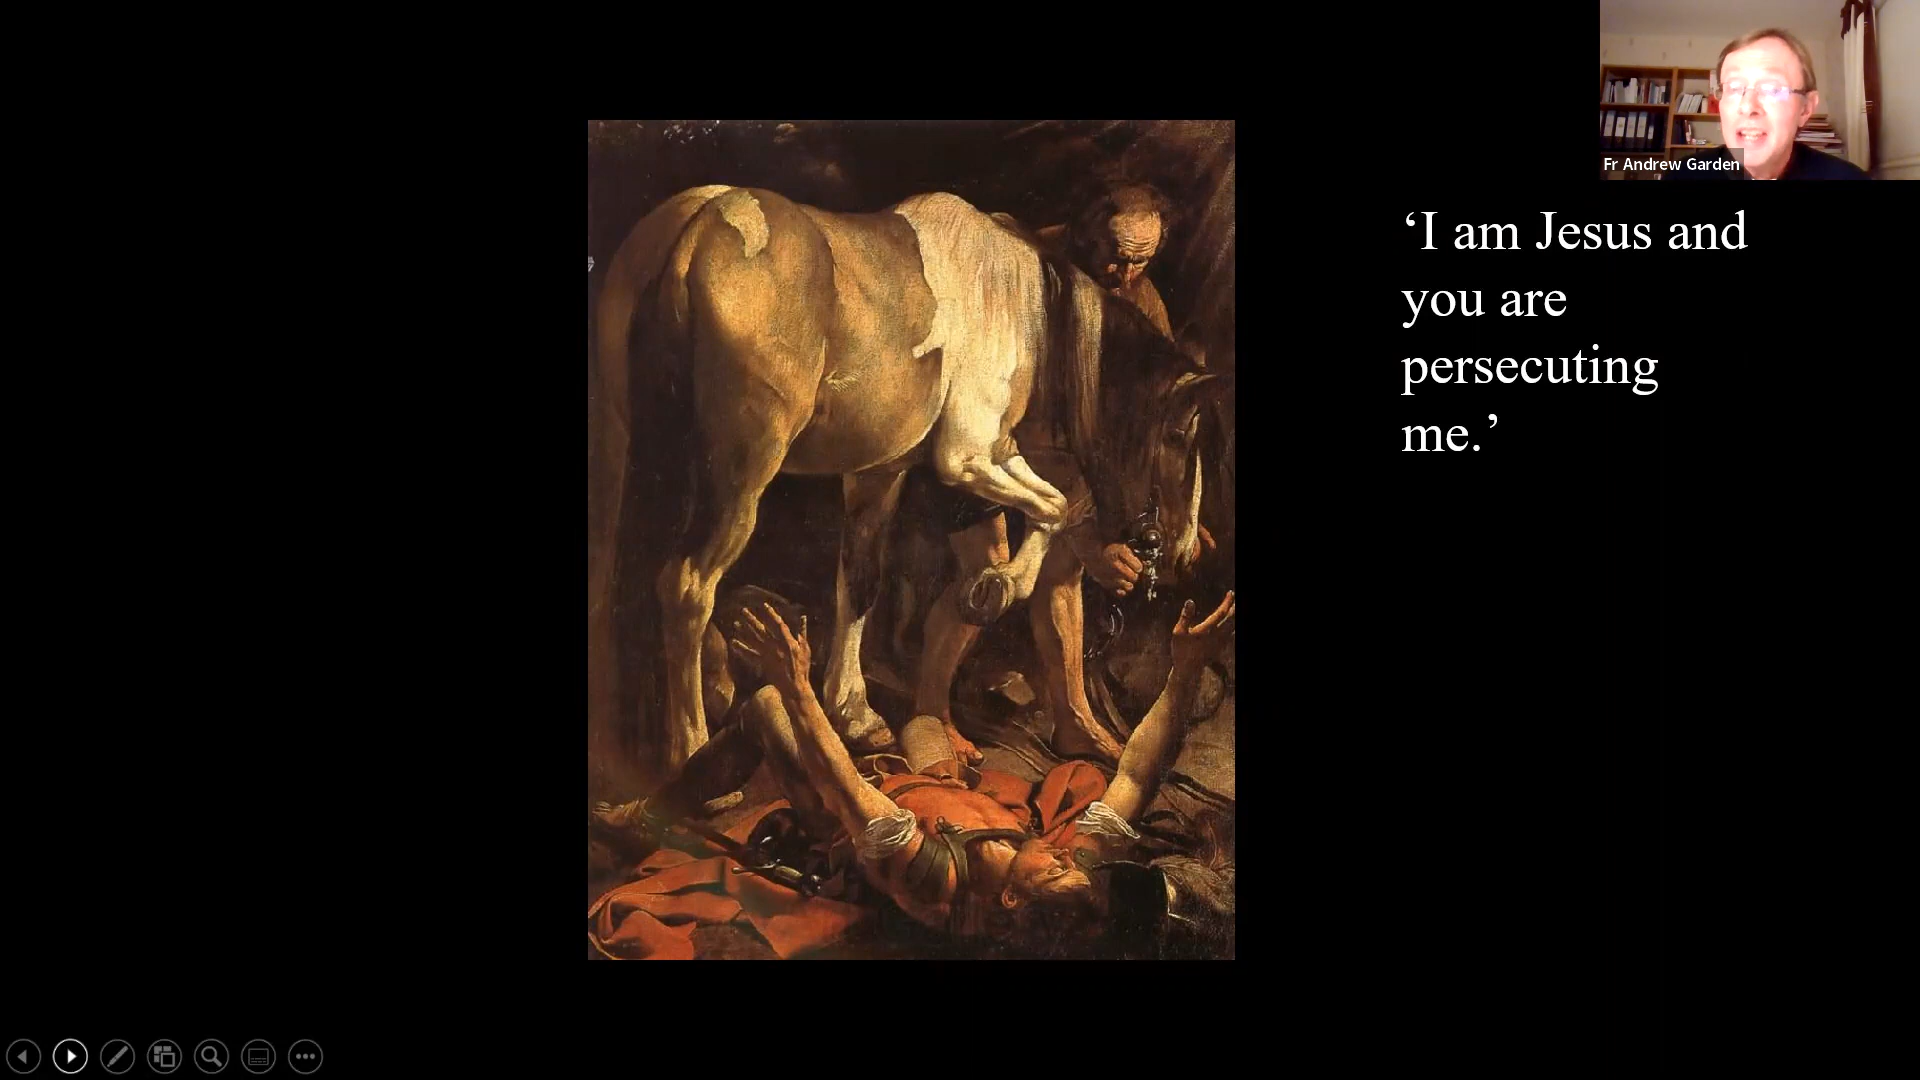 Fr Andrew Garden
‘I am Jesus and
you are
persecuting
me.’